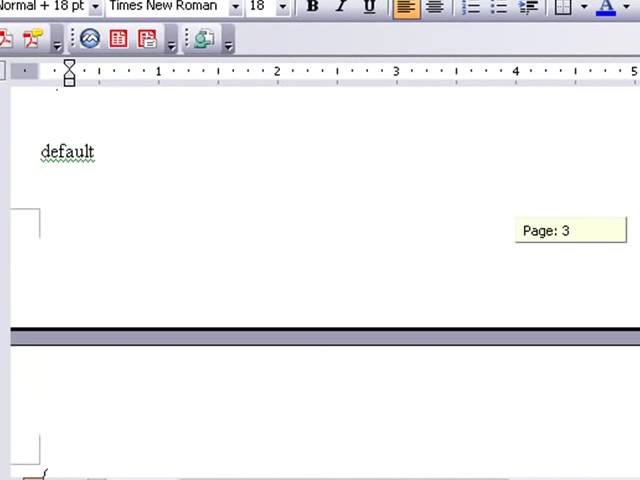 Normal + 18 pt Times New Roman 18 B I U A
1 2 3 4 5
default
Page: 3